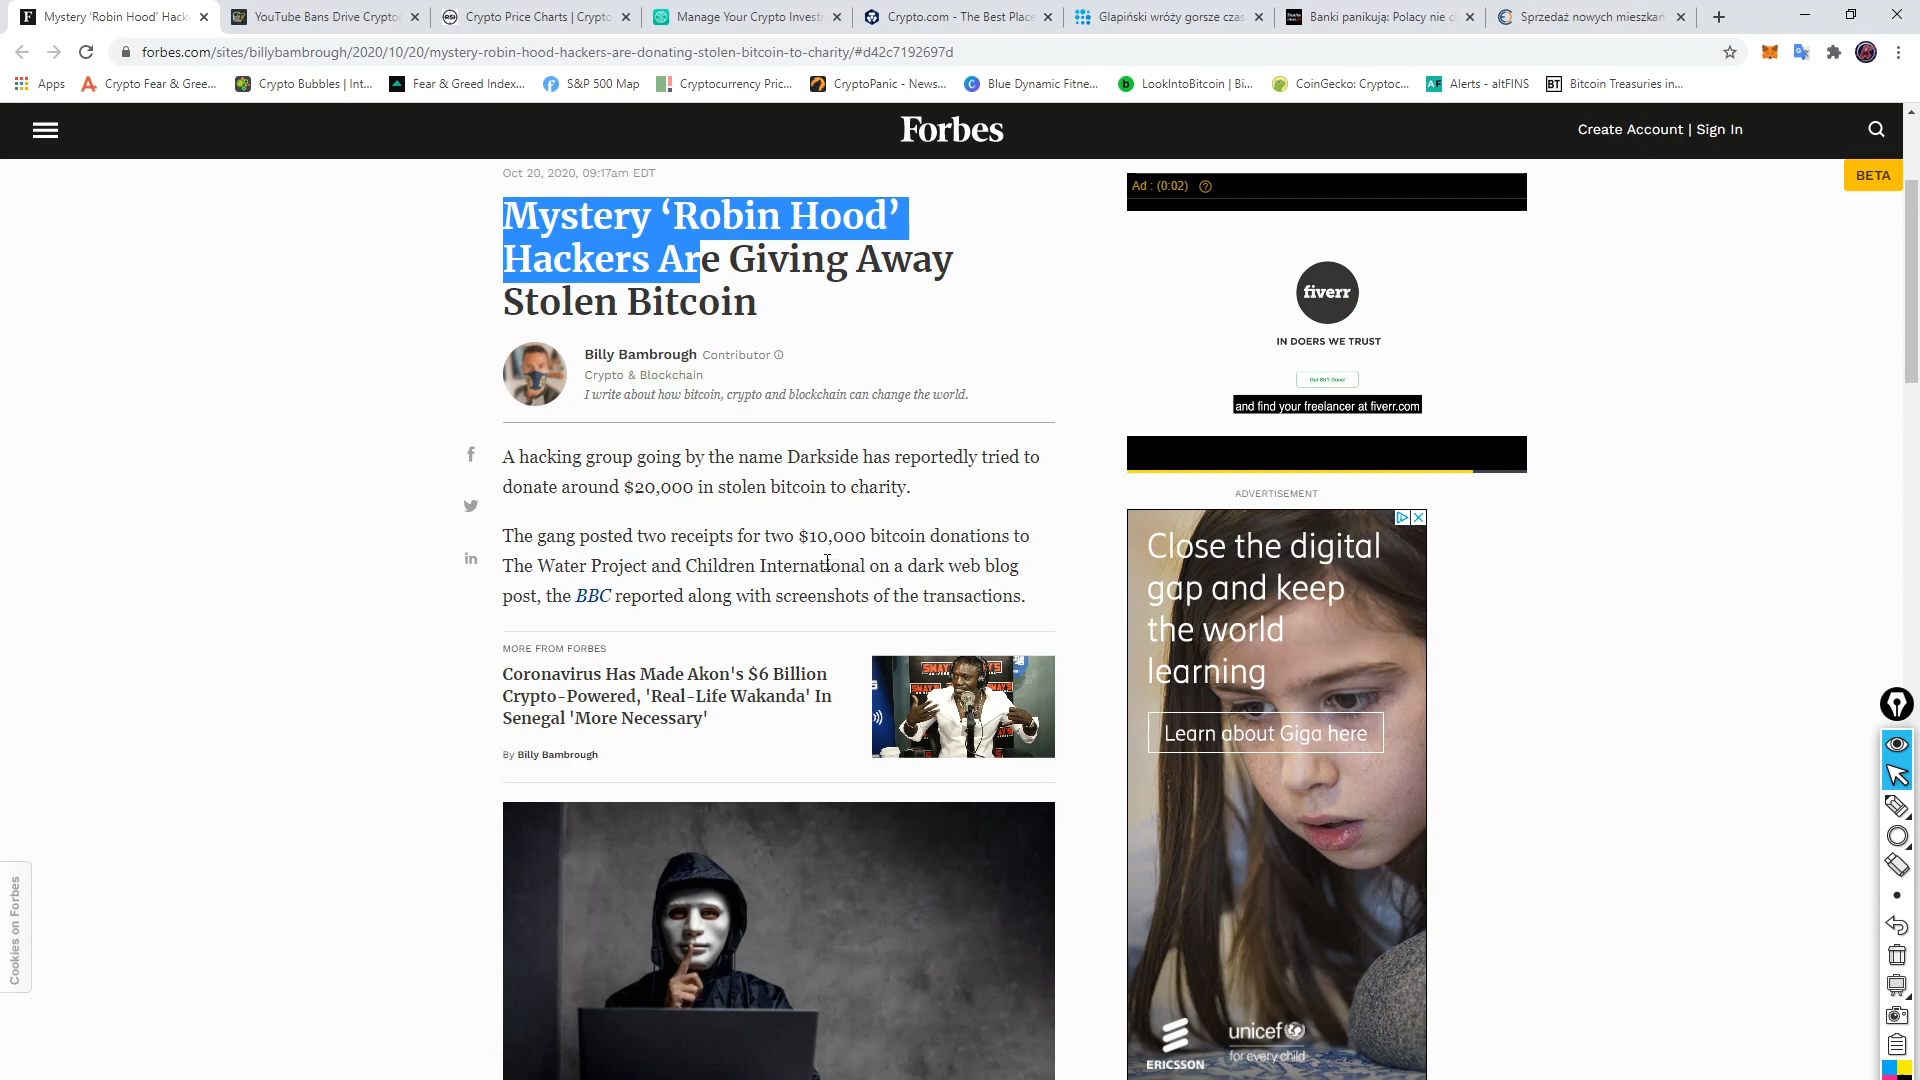 Mystery ‘Robin Hood’ Hack
YouTube Bans Drive Cryptoc
Crypto Price Charts | Crypto
Manage Your Crypto Invest
Crypto.com - The Best Place
Glapiński wróży gorsze czas
Banki panikują: Polacy nie c
Sprzedaż nowych mieszkań
forbes.com/sites/billybambrough/2020/10/20/mystery-robin-hood-hackers-are-donating-stolen-bitcoin-to-charity/#d42c7192697d
Apps
Crypto Fear & Gree...
Crypto Bubbles | Int...
Fear & Greed Index...
S&P 500 Map
Cryptocurrency Pric...
CryptoPanic - News...
Blue Dynamic Fitne...
LookIntoBitcoin | Bi...
CoinGecko: Cryptoc...
Alerts - altFINS
Bitcoin Treasuries in...
Forbes
Create Account | Sign In
BETA
Oct 20, 2020, 09:17am EDT
Mystery ‘Robin Hood’
Hackers Are Giving Away
Stolen Bitcoin
Billy Bambrough Contributor
Crypto & Blockchain
I write about how bitcoin, crypto and blockchain can change the world.
A hacking group going by the name Darkside has reportedly tried to
donate around $20,000 in stolen bitcoin to charity.
The gang posted two receipts for two $10,000 bitcoin donations to
The Water Project and Children International on a dark web blog
post, the BBC reported along with screenshots of the transactions.
MORE FROM FORBES
Coronavirus Has Made Akon's $6 Billion
Crypto-Powered, 'Real-Life Wakanda' In
Senegal 'More Necessary'
By Billy Bambrough
SWAY'S
Cookies on Forbes
Ad : (0:02)
fiverr
IN DOERS WE TRUST
Get Sh*t Done!
and find your freelancer at fiverr.com
ADVERTISEMENT
Close the digital
gap and keep
the world
learning
Learn about Giga here
ERICSSON
unicef
for every child